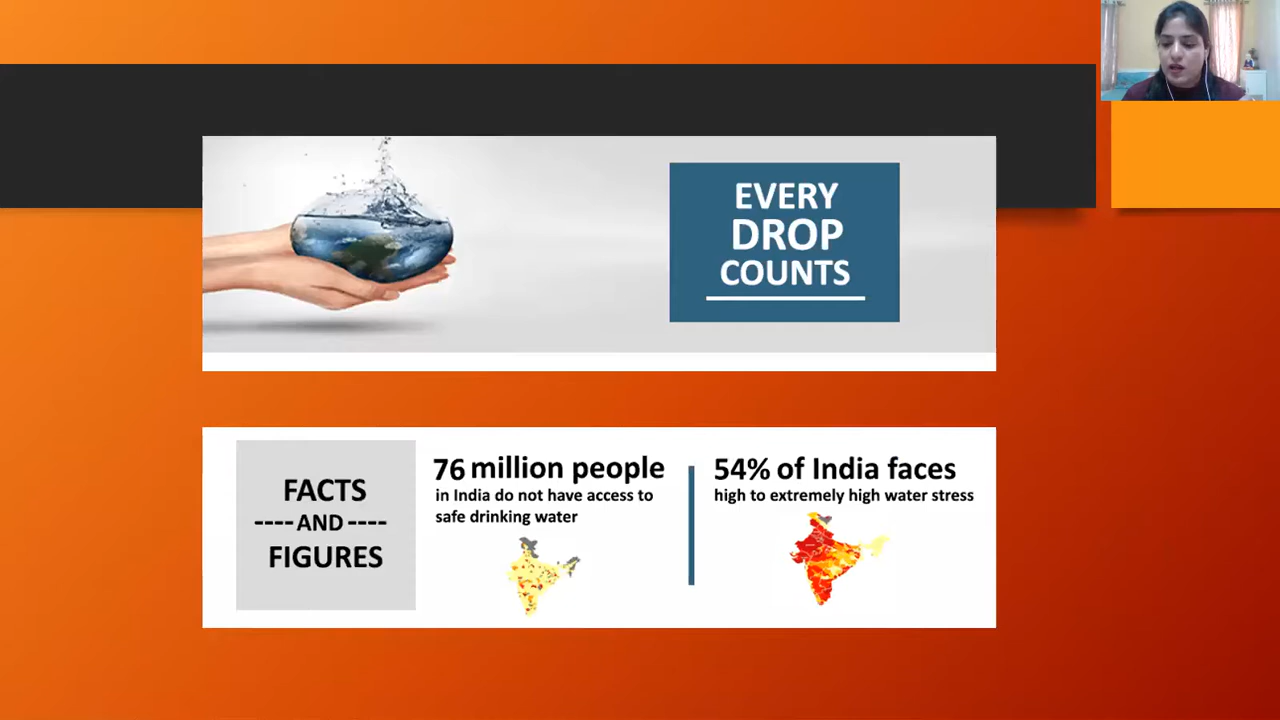 EVERY
DROP
COUNTS
FACTS
----AND----
FIGURES
76 million people
in India do not have access to
safe drinking water
54% of India faces
high to extremely high water stress